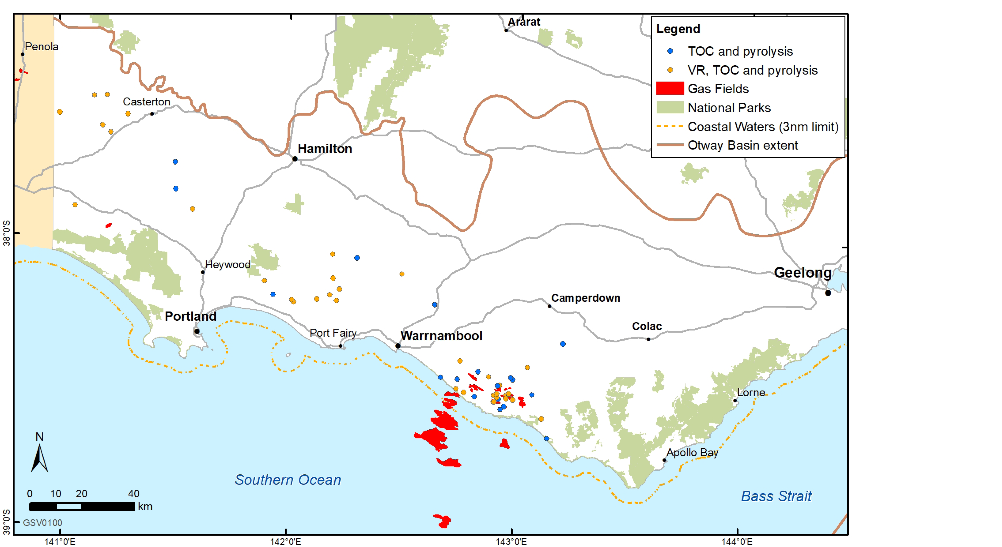 Ararat
Legend
TOC and pyrolysis
VR, TOC and pyrolysis
Gas Fields
National Parks
Coastal Waters (3nm limit)
Otway Basin extent
Penola
Casterton
Hamilton
38°0'S
Heywood
Geelong
Camperdown
Portland
Colac
Port Fairy
Warrnambool
Lorne
N
Apollo Bay
Southern Ocean
Bass Strait
0 10 20 40
km
GSV0100
39°0'S
141°0'E 142°0'E 143°0'E 144°0'E